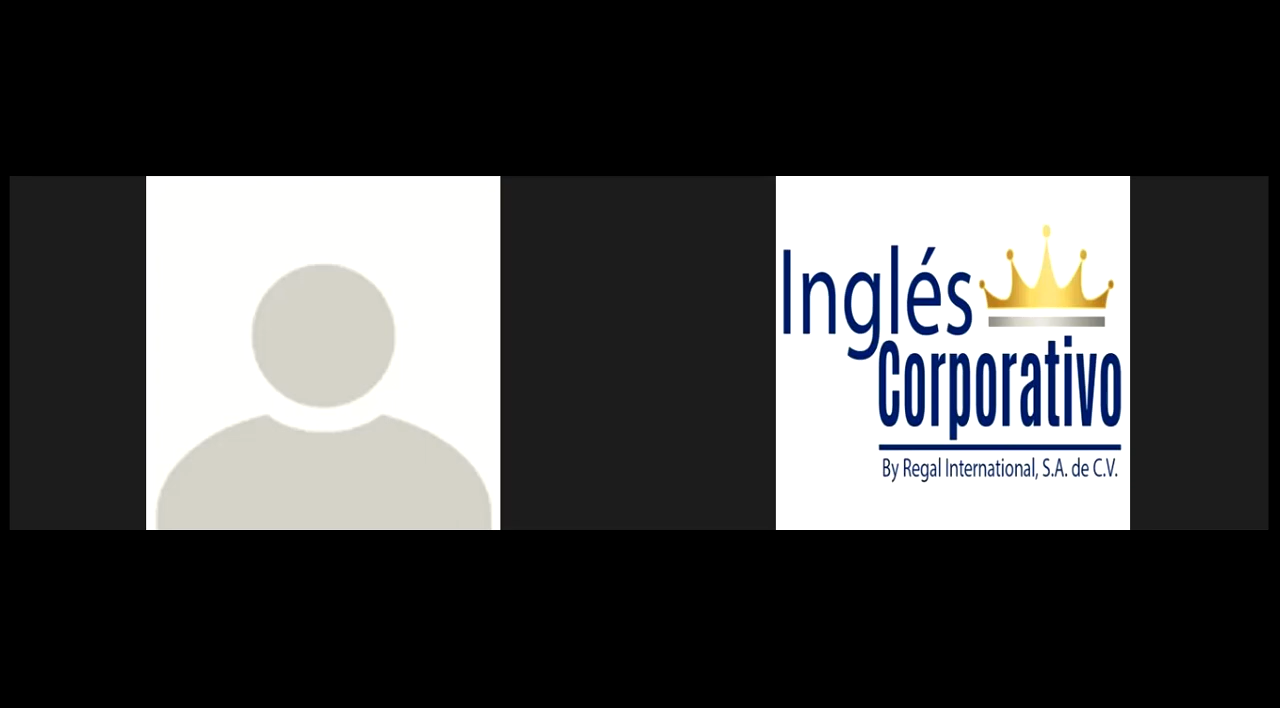 Inglés
Corporativo
By Regal International, S.A. de C.V.